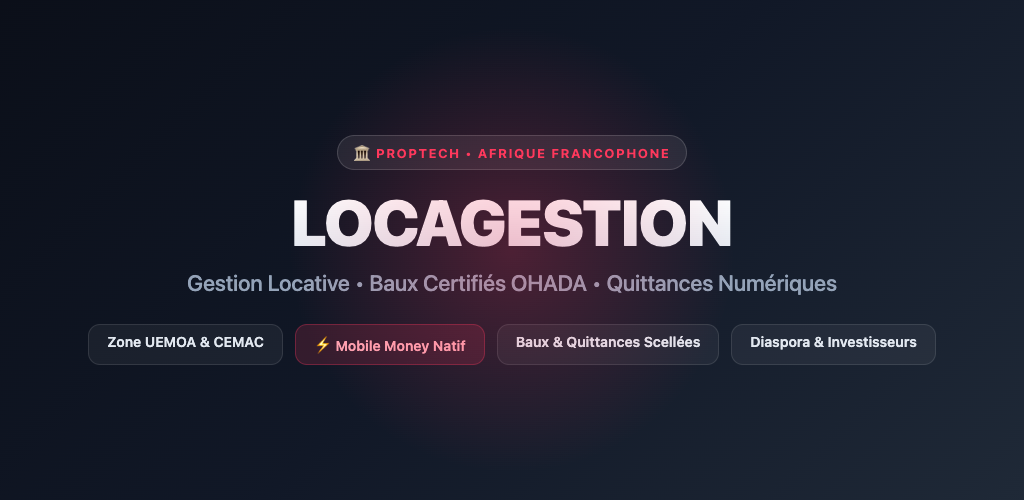 🏛️ PROPTECH • AFRIQUE FRANCOPHONE
LOCAGESTION
Gestion Locative • Baux Certifiés OHADA • Quittances Numériques
Zone UEMOA & CEMAC
⚡ Mobile Money Natif
Baux & Quittances Scellées
Diaspora & Investisseurs